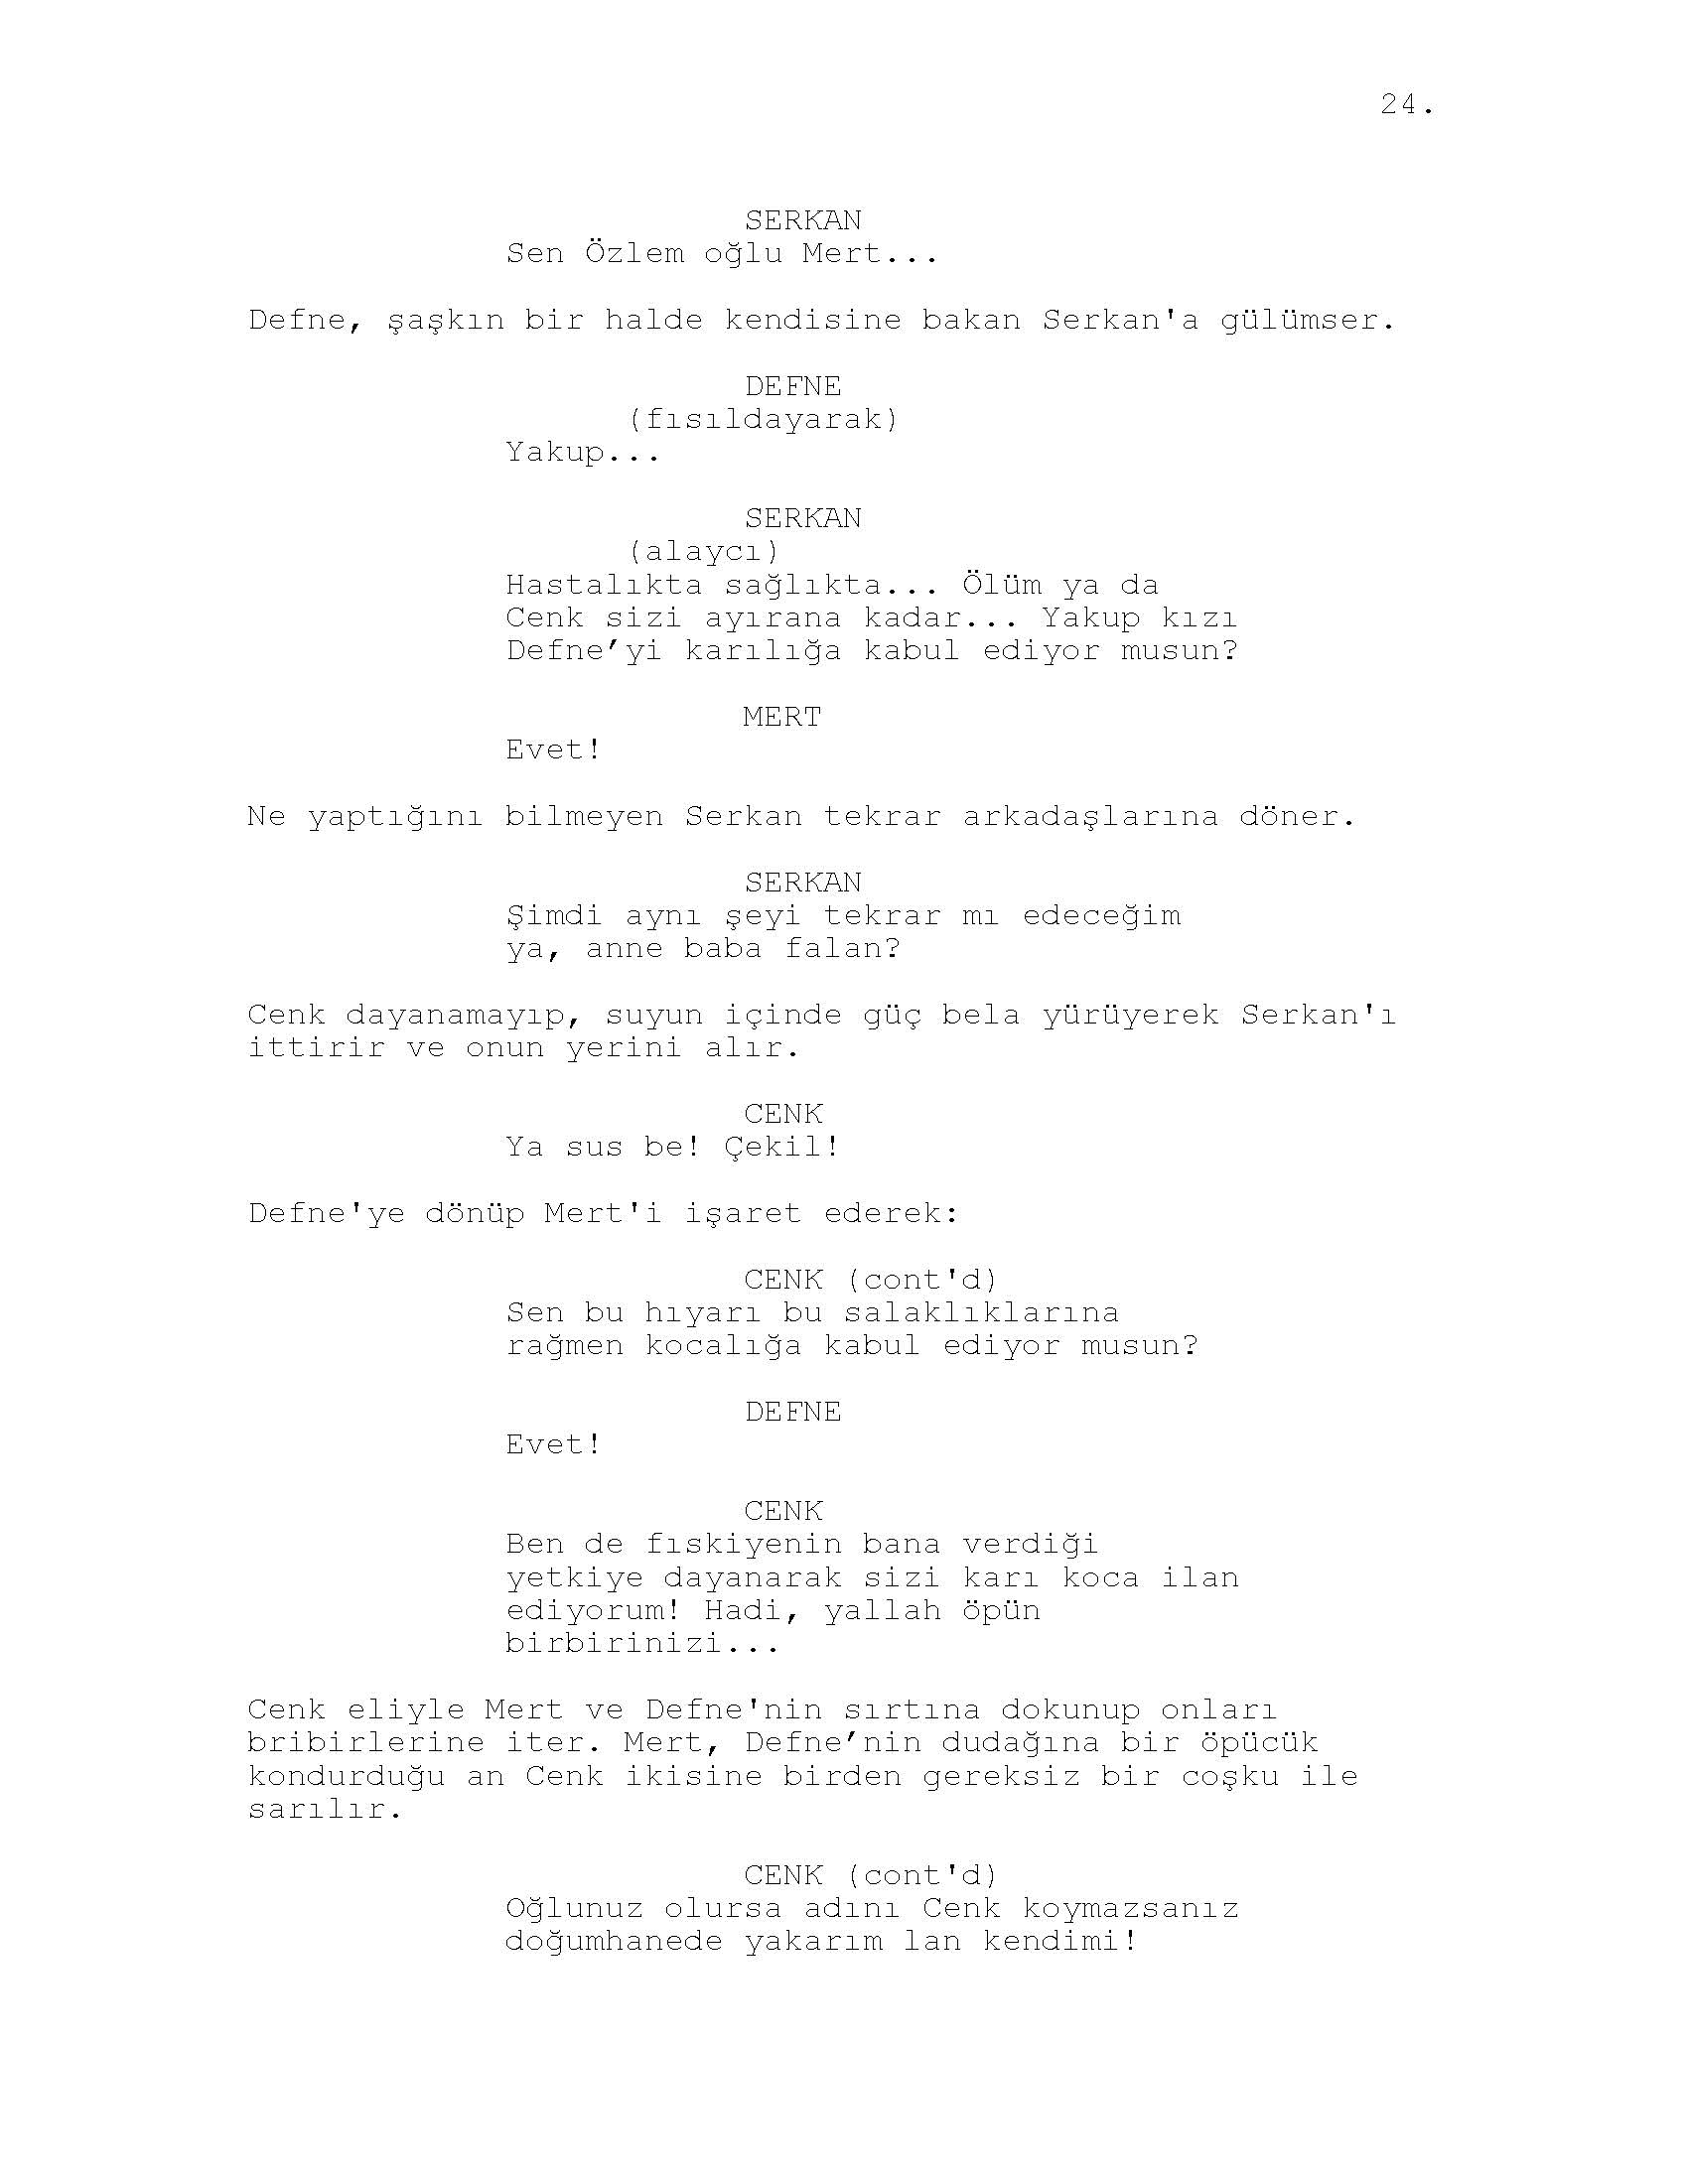 24.
SERKAN
Sen Özlem oğlu Mert...
Defne, şaşkın bir halde kendisine bakan Serkan'a gülümser.
DEFNE
(fısıldayarak)
Yakup...
SERKAN
(alaycı)
Hastalıkta sağlıkta... Ölüm ya da
Cenk sizi ayırana kadar... Yakup kızı
Defne’yi karılığa kabul ediyor musun?
MERT
Evet!
Ne yaptığını bilmeyen Serkan tekrar arkadaşlarına döner.
SERKAN
Şimdi aynı şeyi tekrar mı edeceğim
ya, anne baba falan?
Cenk dayanamayıp, suyun içinde güç bela yürüyerek Serkan'ı
ittirir ve onun yerini alır.
CENK
Ya sus be! Çekil!
Defne'ye dönüp Mert'i işaret ederek:
CENK (cont'd)
Sen bu hıyarı bu salaklıklarına
rağmen kocalığa kabul ediyor musun?
DEFNE
Evet!
CENK
Ben de fıskiyenin bana verdiği
yetkiye dayanarak sizi karı koca ilan
ediyorum! Hadi, yallah öpün
birbirinizi...
Cenk eliyle Mert ve Defne'nin sırtına dokunup onları
bribirlerine iter. Mert, Defne’nin dudağına bir öpücük
kondurduğu an Cenk ikisine birden gereksiz bir coşku ile
sarılır.
CENK (cont'd)
Oğlunuz olursa adını Cenk koymazsanız
doğumhanede yakarım lan kendimi!